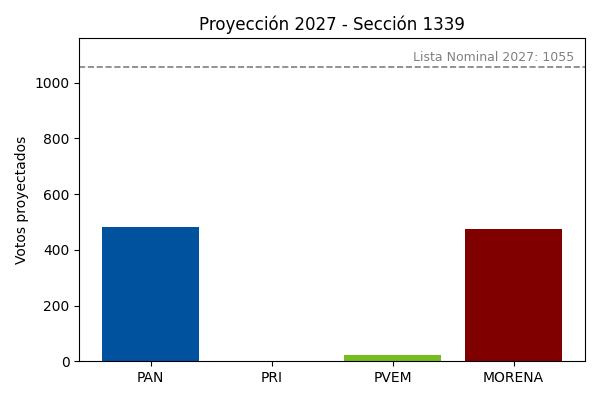 Proyección 2027 - Sección 1339
Lista Nominal 2027: 1055
Votos proyectados
1000
800
600
400
200
0
PAN
PRI
PVEM
MORENA